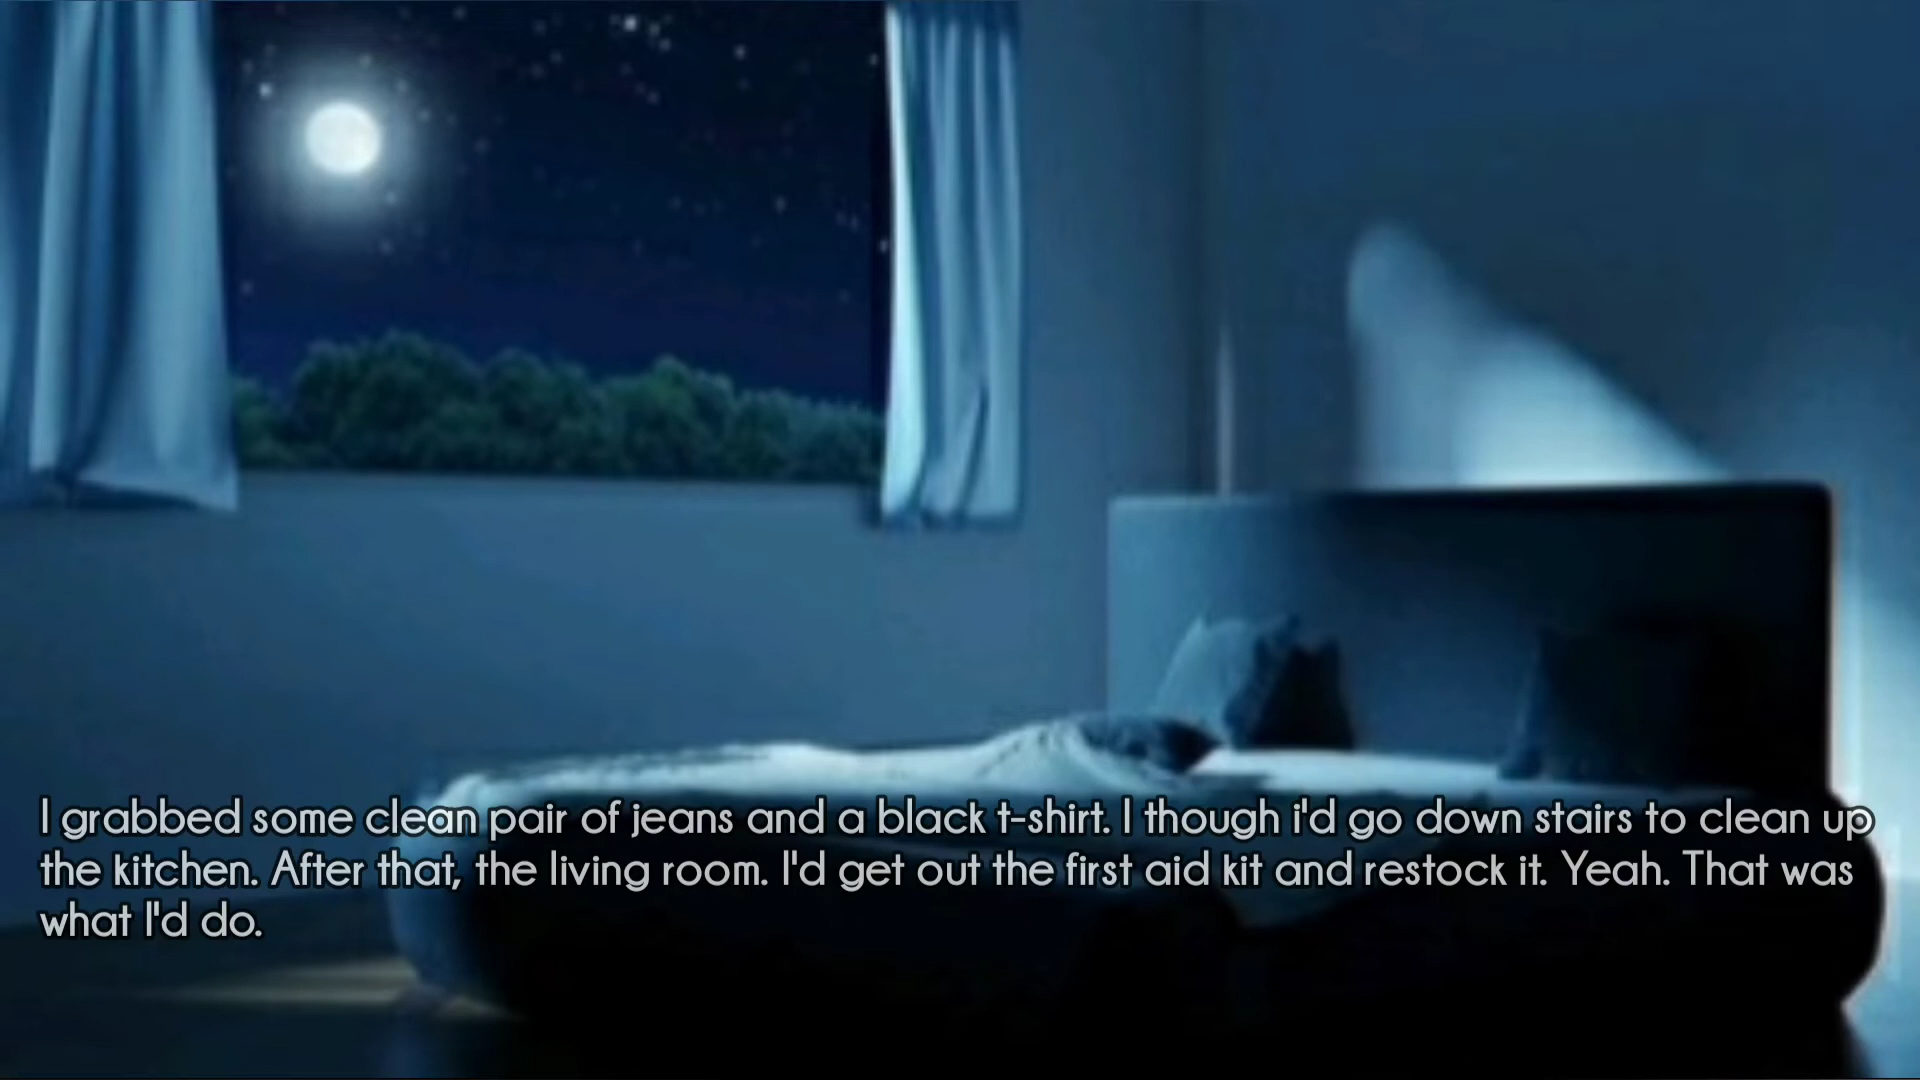 I grabbed some clean pair of jeans and a black t-shirt. I though i'd go down stairs to clean up
the kitchen. After that, the living room. I'd get out the first aid kit and restock it. Yeah. That was
what I'd do.